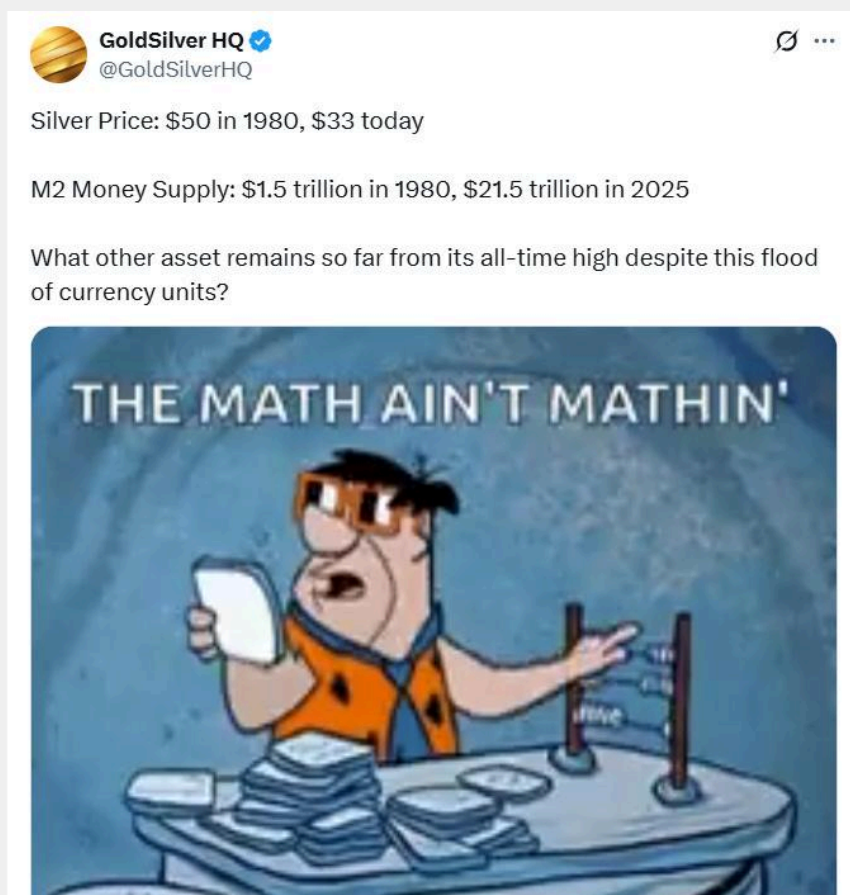 GoldSilver HQ
@GoldSilverHQ
Silver Price: $50 in 1980, $33 today
M2 Money Supply: $1.5 trillion in 1980, $21.5 trillion in 2025
What other asset remains so far from its all-time high despite this flood
of currency units?
THE MATH AIN'T MATHIN'